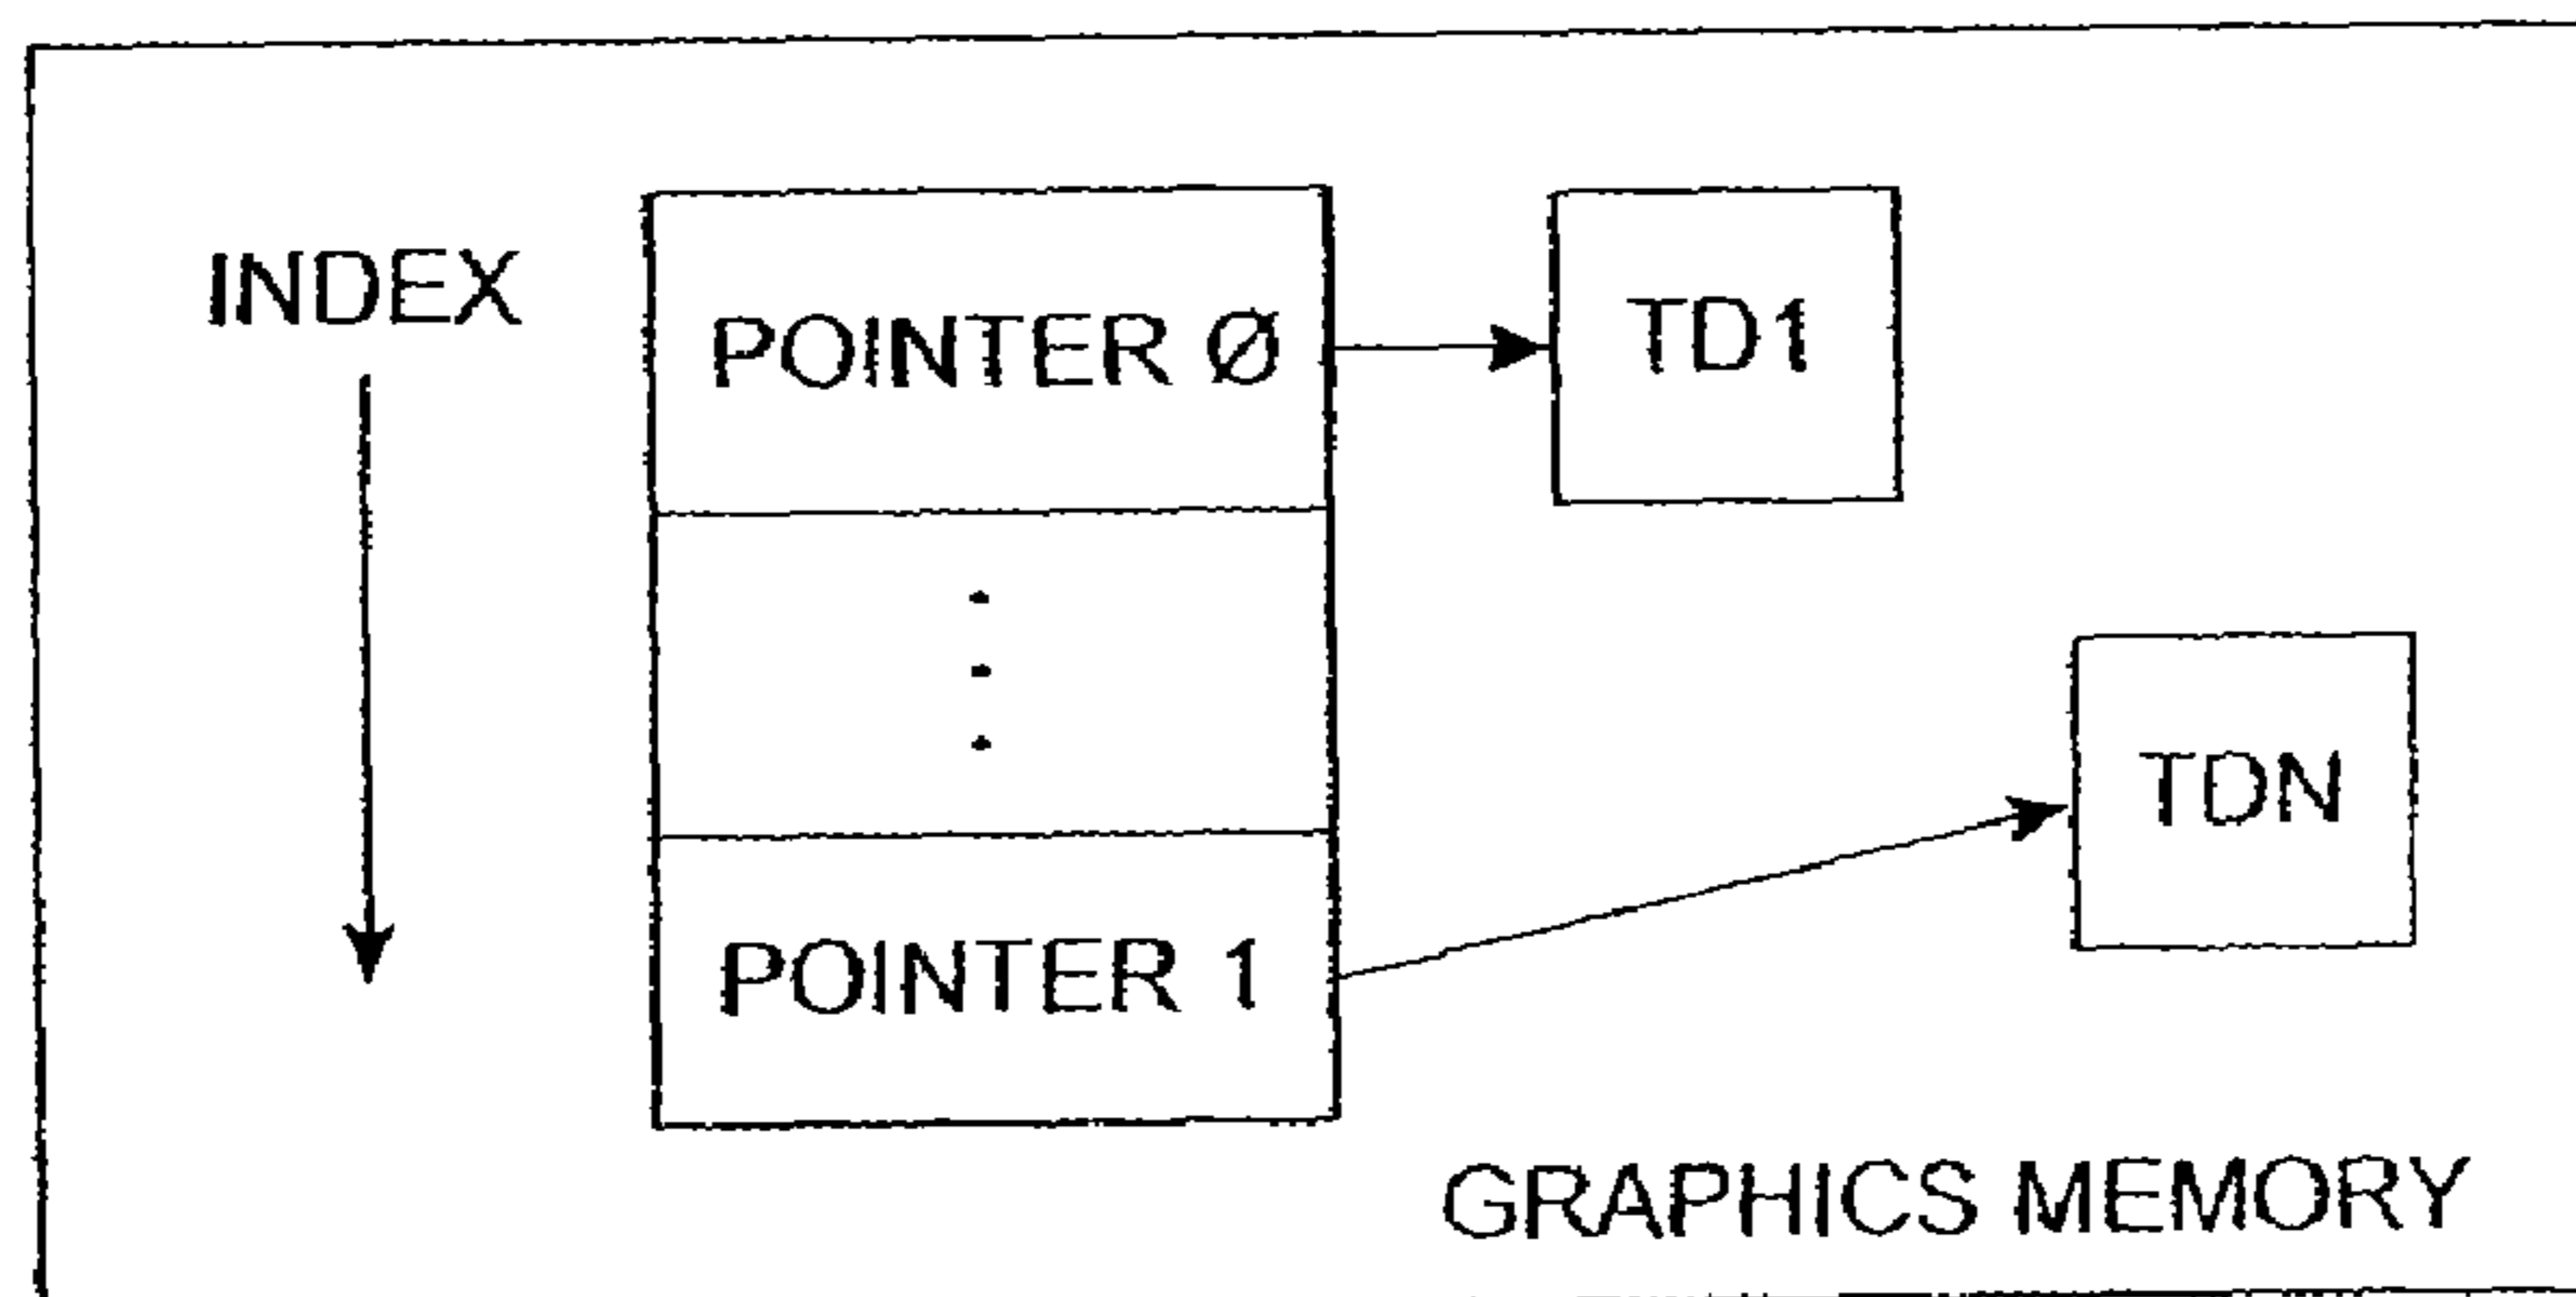 INDEX
POINTER Ø
TD1
TDN
POINTER 1
GRAPHICS MEMORY